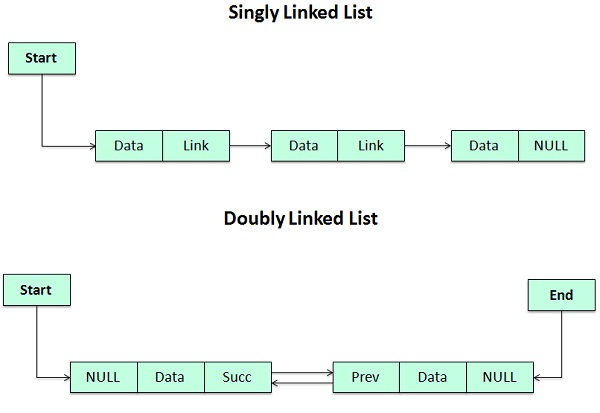 Singly Linked List
Start
Data Link Data Link Data NULL
Doubly Linked List
Start End
NULL Data Succ Prev Data NULL